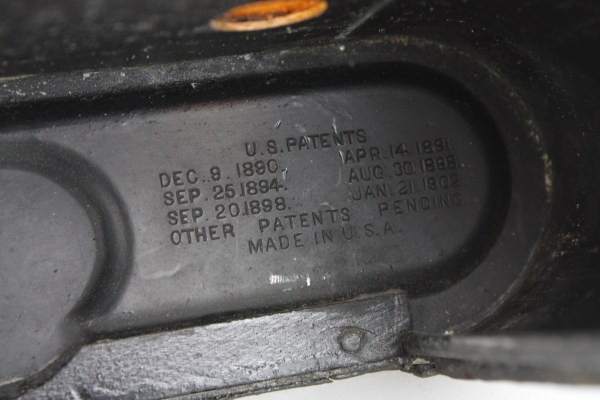 U.S. PATENTS
DEC. 9. 1890. APR. 14. 1891.
SEP. 25. 1894. AUG. 30. 1898.
SEP. 20. 1898. JAN. 21. 1902
OTHER PATENTS PENDING
MADE IN U.S.A.